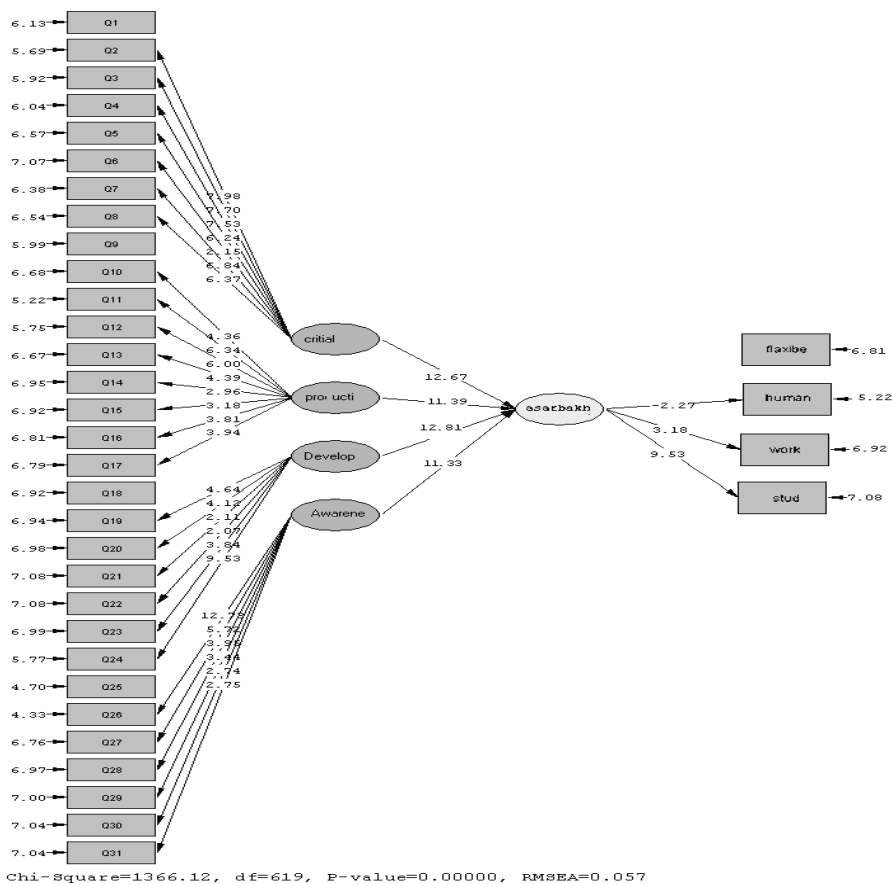 6.13 Q1
5.69 Q2
5.92 Q3
6.04 Q4
6.57 Q5
7.07 Q6
6.38 Q7
6.54 Q8
5.99 Q9
6.68 Q10
5.22 Q11
5.75 Q12
6.67 Q13
6.95 Q14
6.92 Q15
6.81 Q16
6.79 Q17
6.92 Q18
6.94 Q19
6.98 Q20
7.08 Q21
7.08 Q22
6.99 Q23
5.77 Q24
4.70 Q25
4.33 Q26
6.76 Q27
6.97 Q28
7.00 Q29
7.04 Q30
7.04 Q31
7.98
7.70
7.53
6.24
2.15
6.84
6.37
4.36
6.34
6.00
4.39
2.96
3.18
3.81
3.94
4.64
4.12
2.11
2.07
3.84
9.53
5.72
3.44
2.74
2.75
critial
producti
Develop
Awarene
12.67
11.39
12.81
11.33
asarbakh
-2.27
3.18
9.53
flaxibe 6.81
human 5.22
work 6.92
stud 7.08
Chi-Square=1366.12, df=619, P-value=0.00000, RMSEA=0.057